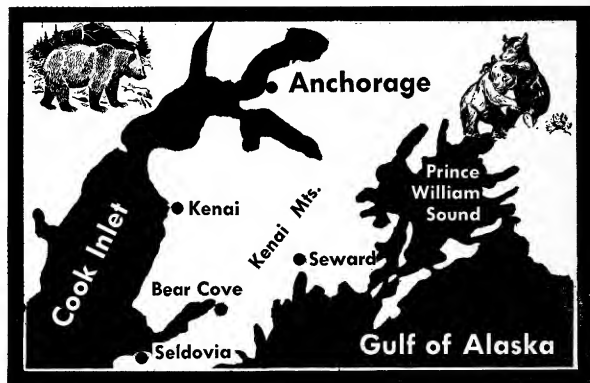 Anchorage
Prince
William
Sound
Kenai
Cook Inlet
Kenai Mts.
Seward
Bear Cove
Gulf of Alaska
Seldovia